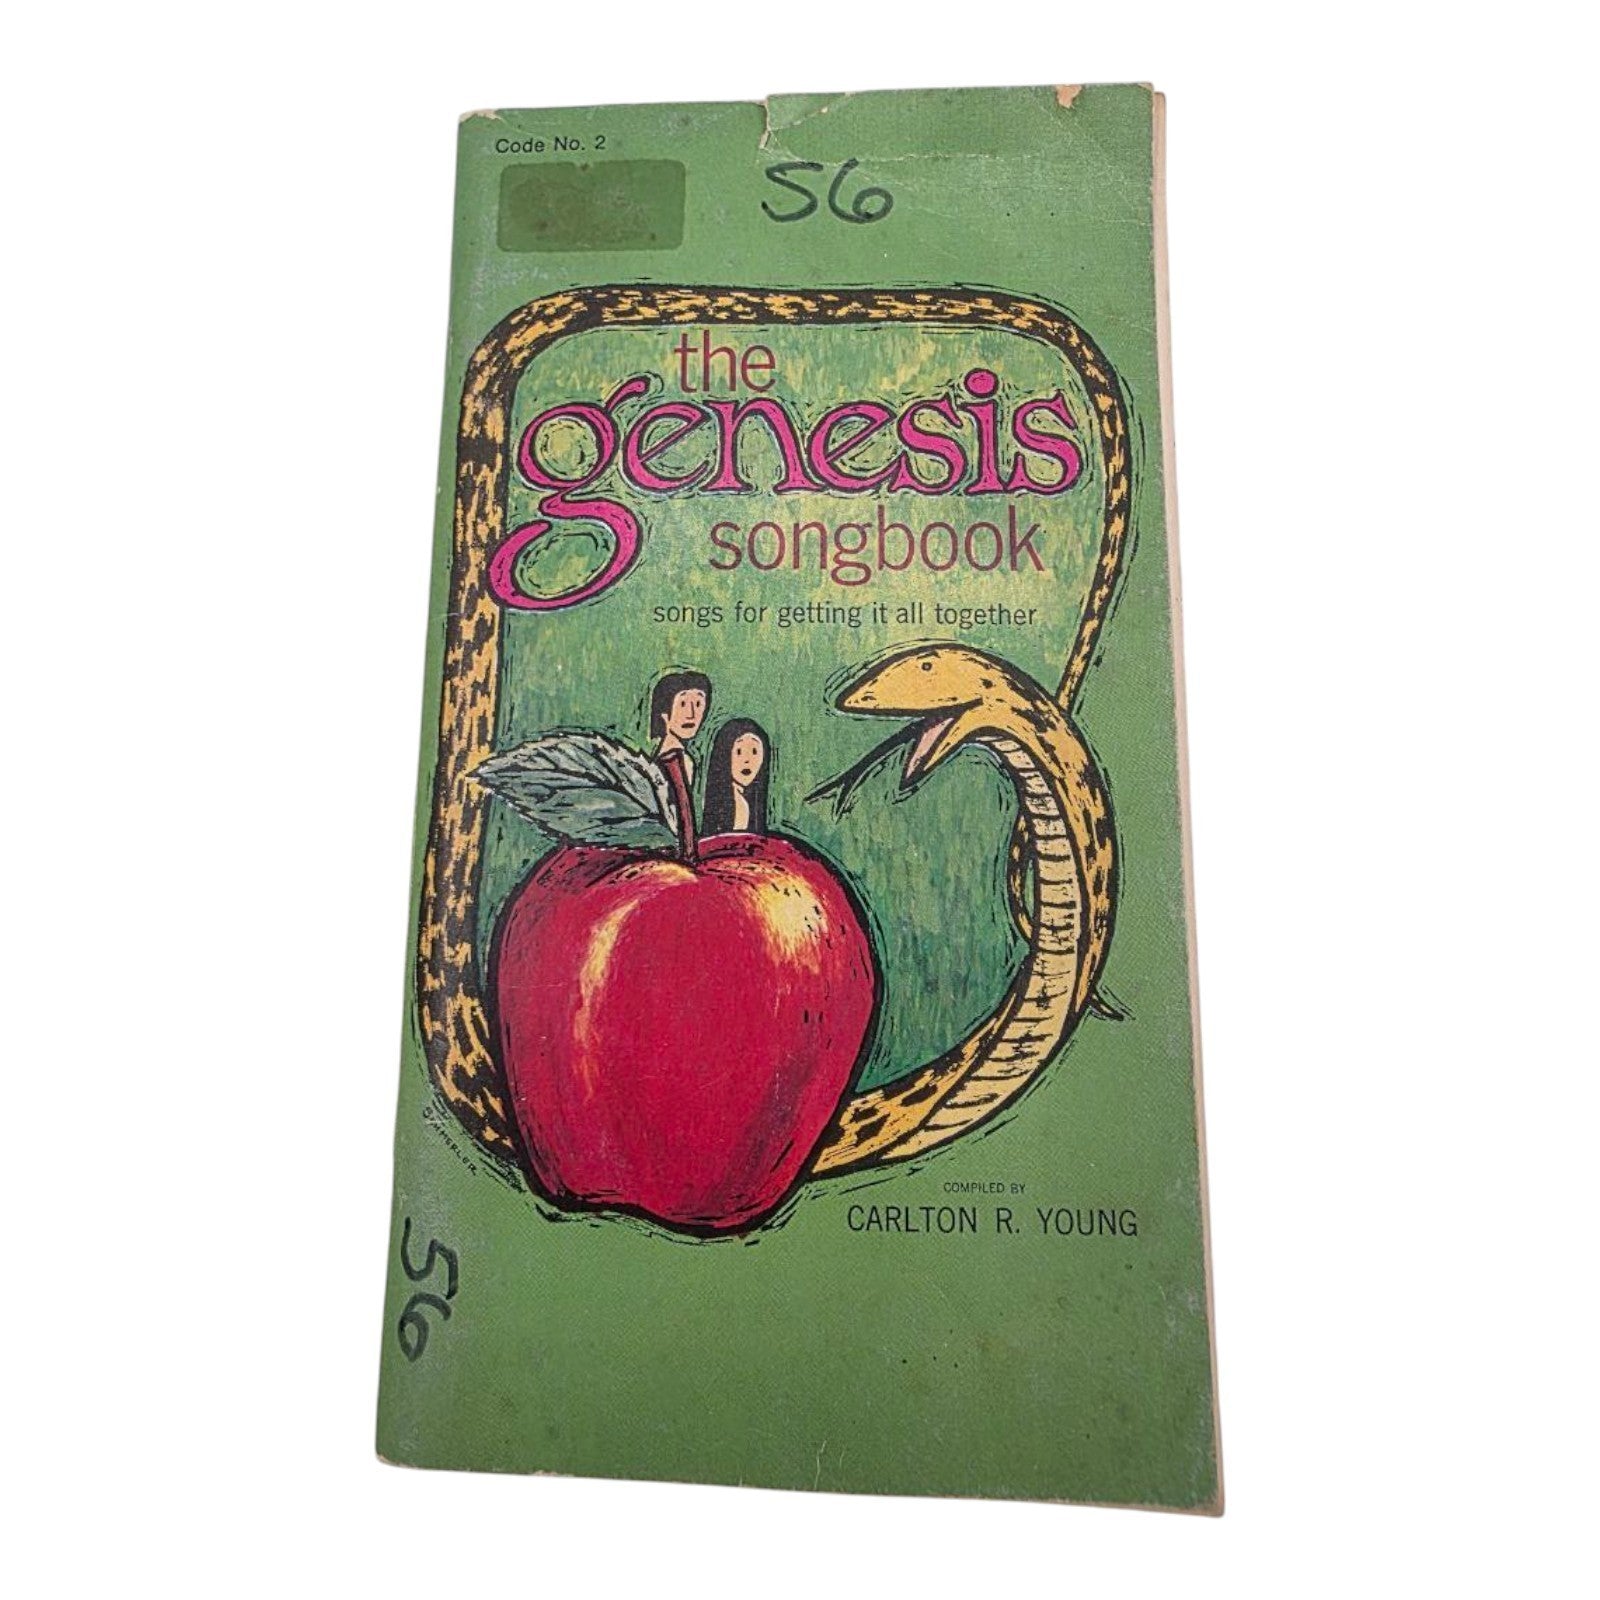 Code No. 2
56
the
genesis
songbook
songs for getting it all together
COMPILED BY
CARLTON R. YOUNG
56